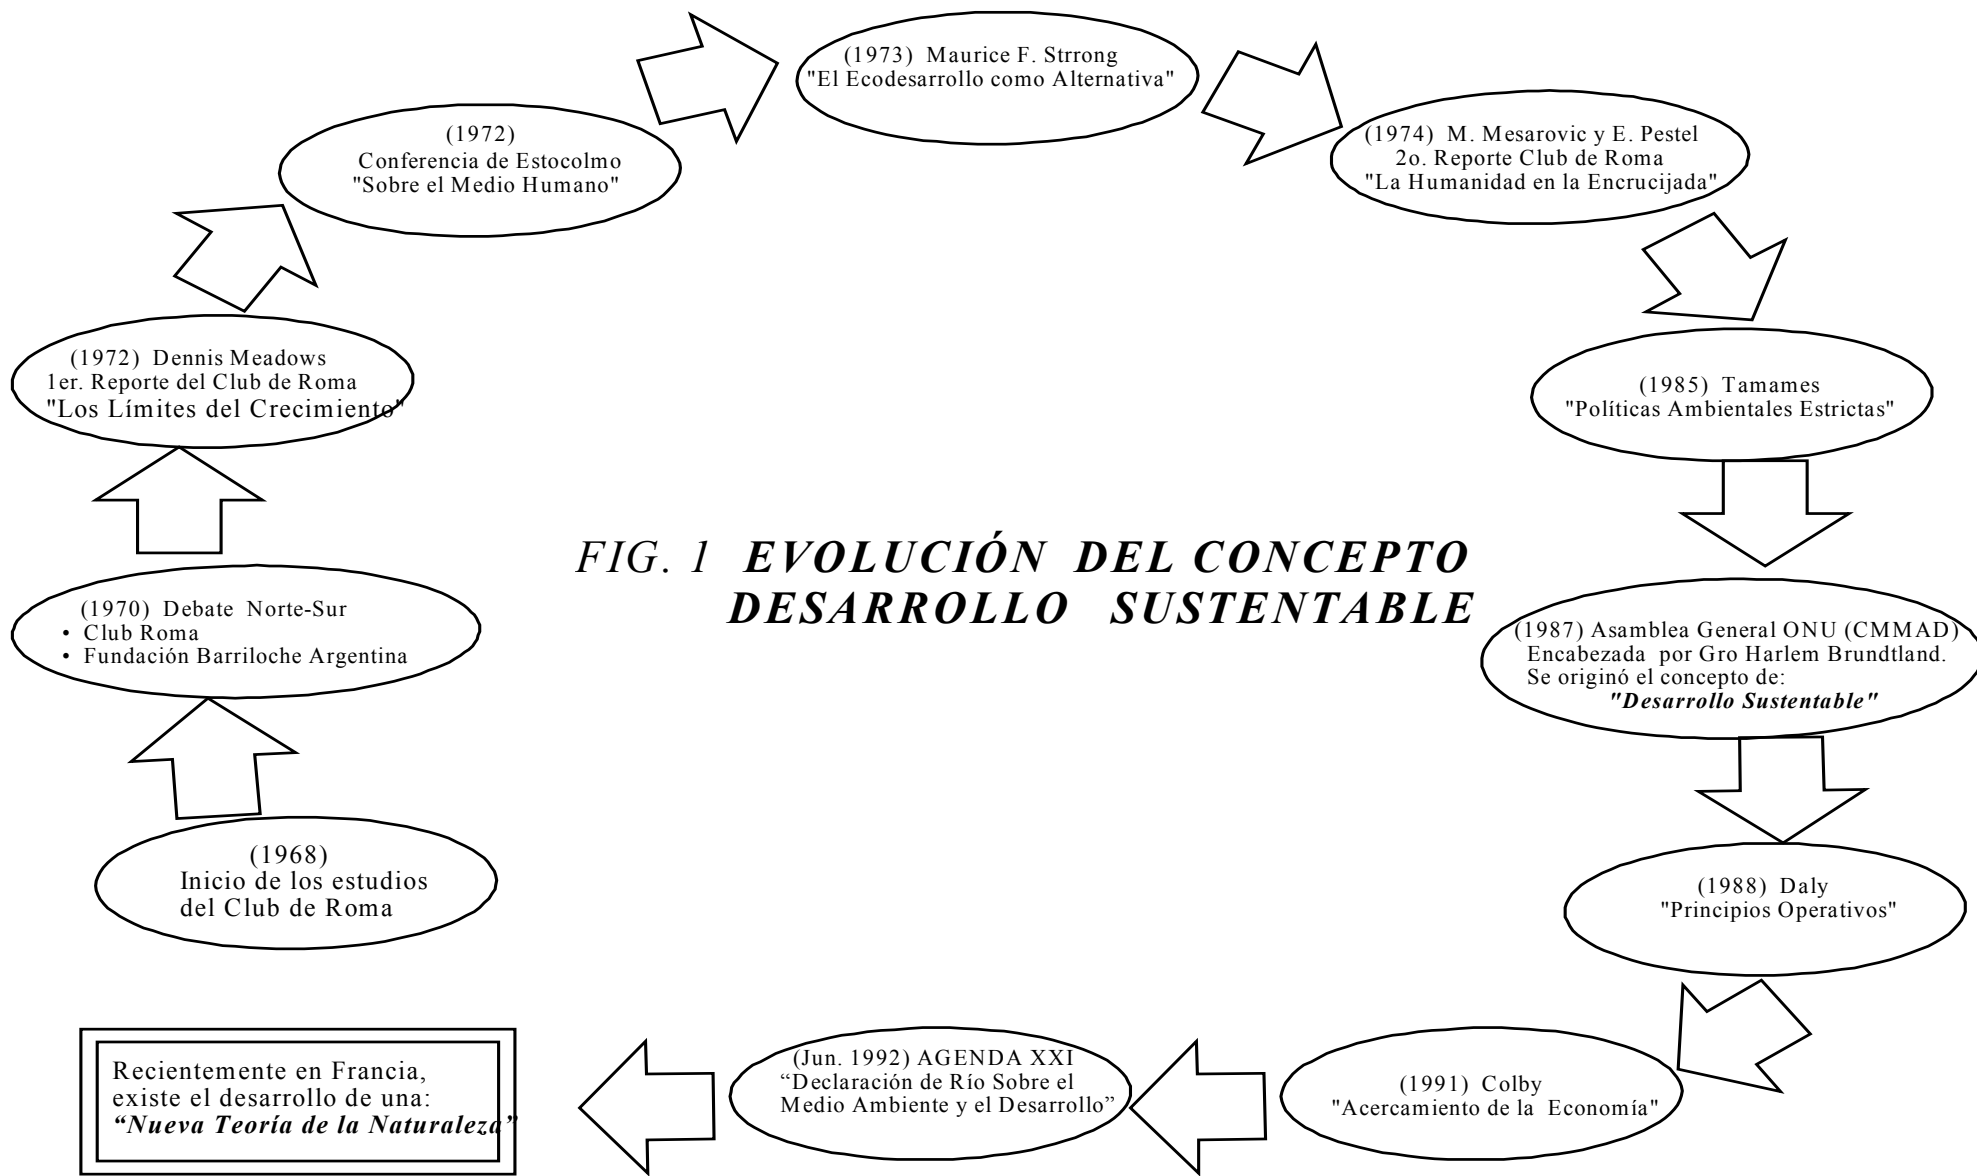 (1973) Maurice F. Strrong
"El Ecodesarrollo como Alternativa"
(1972)
Conferencia de Estocolmo
"Sobre el Medio Humano"
(1974) M. Mesarovic y E. Pestel
2o. Reporte Club de Roma
"La Humanidad en la Encrucijada"
(1972) Dennis Meadows
1er. Reporte del Club de Roma
"Los Límites del Crecimiento"
(1985) Tamames
"Políticas Ambientales Estrictas"
FIG. 1 EVOLUCIÓN DEL CONCEPTO
DESARROLLO SUSTENTABLE
(1970) Debate Norte-Sur
• Club Roma
• Fundación Barriloche Argentina
(1987) Asamblea General ONU (CMMAD)
Encabezada por Gro Harlem Brundtland.
Se originó el concepto de:
"Desarrollo Sustentable"
(1968)
Inicio de los estudios
del Club de Roma
(1988) Daly
"Principios Operativos"
Recientemente en Francia,
existe el desarrollo de una:
“Nueva Teoría de la Naturaleza”
(Jun. 1992) AGENDA XXI
“Declaración de Río Sobre el
Medio Ambiente y el Desarrollo”
(1991) Colby
"Acercamiento de la Economía"